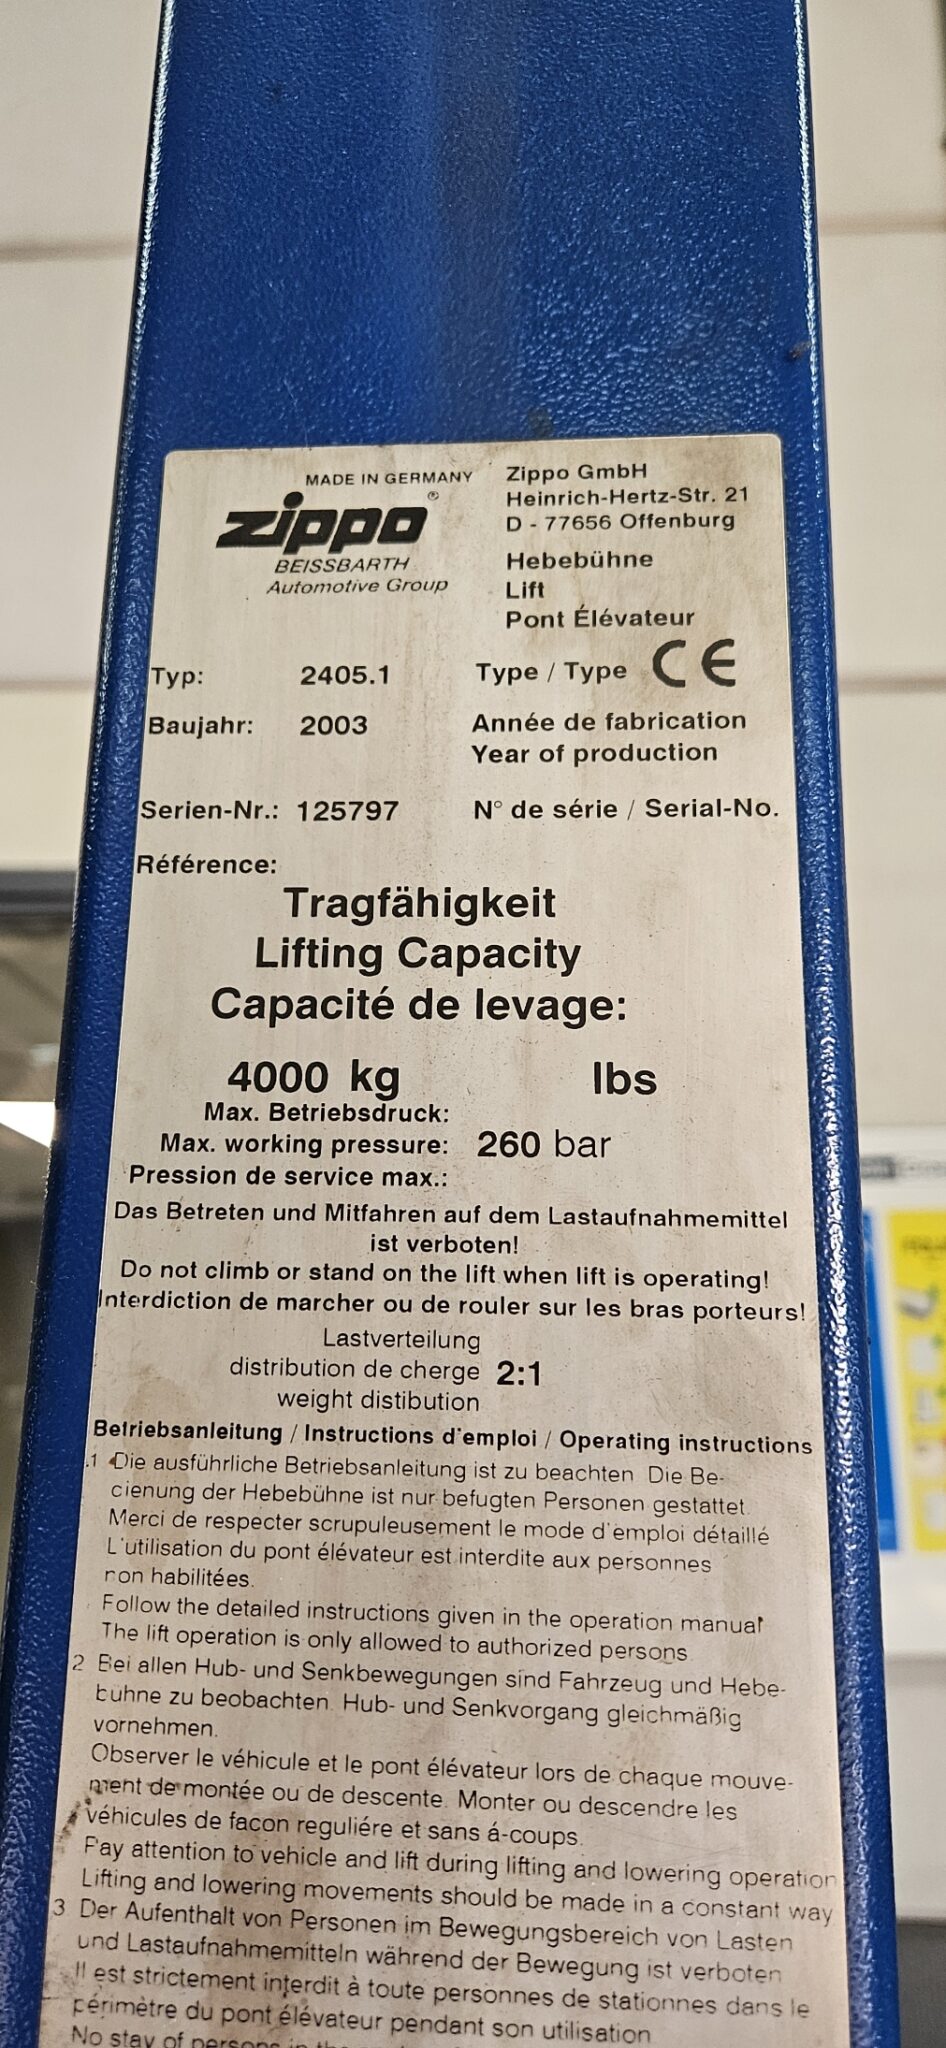 MADE IN GERMANY
zippo®
BEISSBARTH
Automotive Group
Zippo GmbH
Heinrich-Hertz-Str. 21
D - 77656 Offenburg
Hebebühne
Lift
Pont Élévateur
Typ: 2405.1 Type / Type CE
Baujahr: 2003 Année de fabrication
Year of production
Serien-Nr.: 125797 N° de série / Serial-No.
Référence:
Tragfähigkeit
Lifting Capacity
Capacité de levage:
4000 kg lbs
Max. Betriebsdruck:
Max. working pressure: 260 bar
Pression de service max.:
Das Betreten und Mitfahren auf dem Lastaufnahmemittel
ist verboten!
Do not climb or stand on the lift when lift is operating!
Interdiction de marcher ou de rouler sur les bras porteurs!
Lastverteilung
distribution de cherge 2:1
weight distibution
Betriebsanleitung / Instructions d'emploi / Operating instructions
.1 Die ausführliche Betriebsanleitung ist zu beachten Die Be-
cienung der Hebebühne ist nur befugten Personen gestattet
Merci de respecter scrupuleusement le mode d'emploi détaillé
L'utilisation du pont élévateur est interdite aux personnes
non habilitées.
Follow the detailed instructions given in the operation manual
The lift operation is only allowed to authorized persons
2 Bei allen Hub- und Senkbewegungen sind Fahrzeug und Hebe-
bühne zu beobachten. Hub- und Senkvorgang gleichmäßig
vornehmen.
Observer le véhicule et le pont élévateur lors de chaque mouve-
ment de montée ou de descente. Monter ou descendre les
véhicules de facon reguliére et sans á-coups.
Pay attention to vehicle and lift during lifting and lowering operation
Lifting and lowering movements should be made in a constant way
3 Der Aufenthalt von Personen im Bewegungsbereich von Lasten
und Lastaufnahmemitteln während der Bewegung ist verboten
Il est strictement interdit à toute personnes de stationnes dans le
périmètre du pont élévateur pendant son utilisation
No stay of persons in the